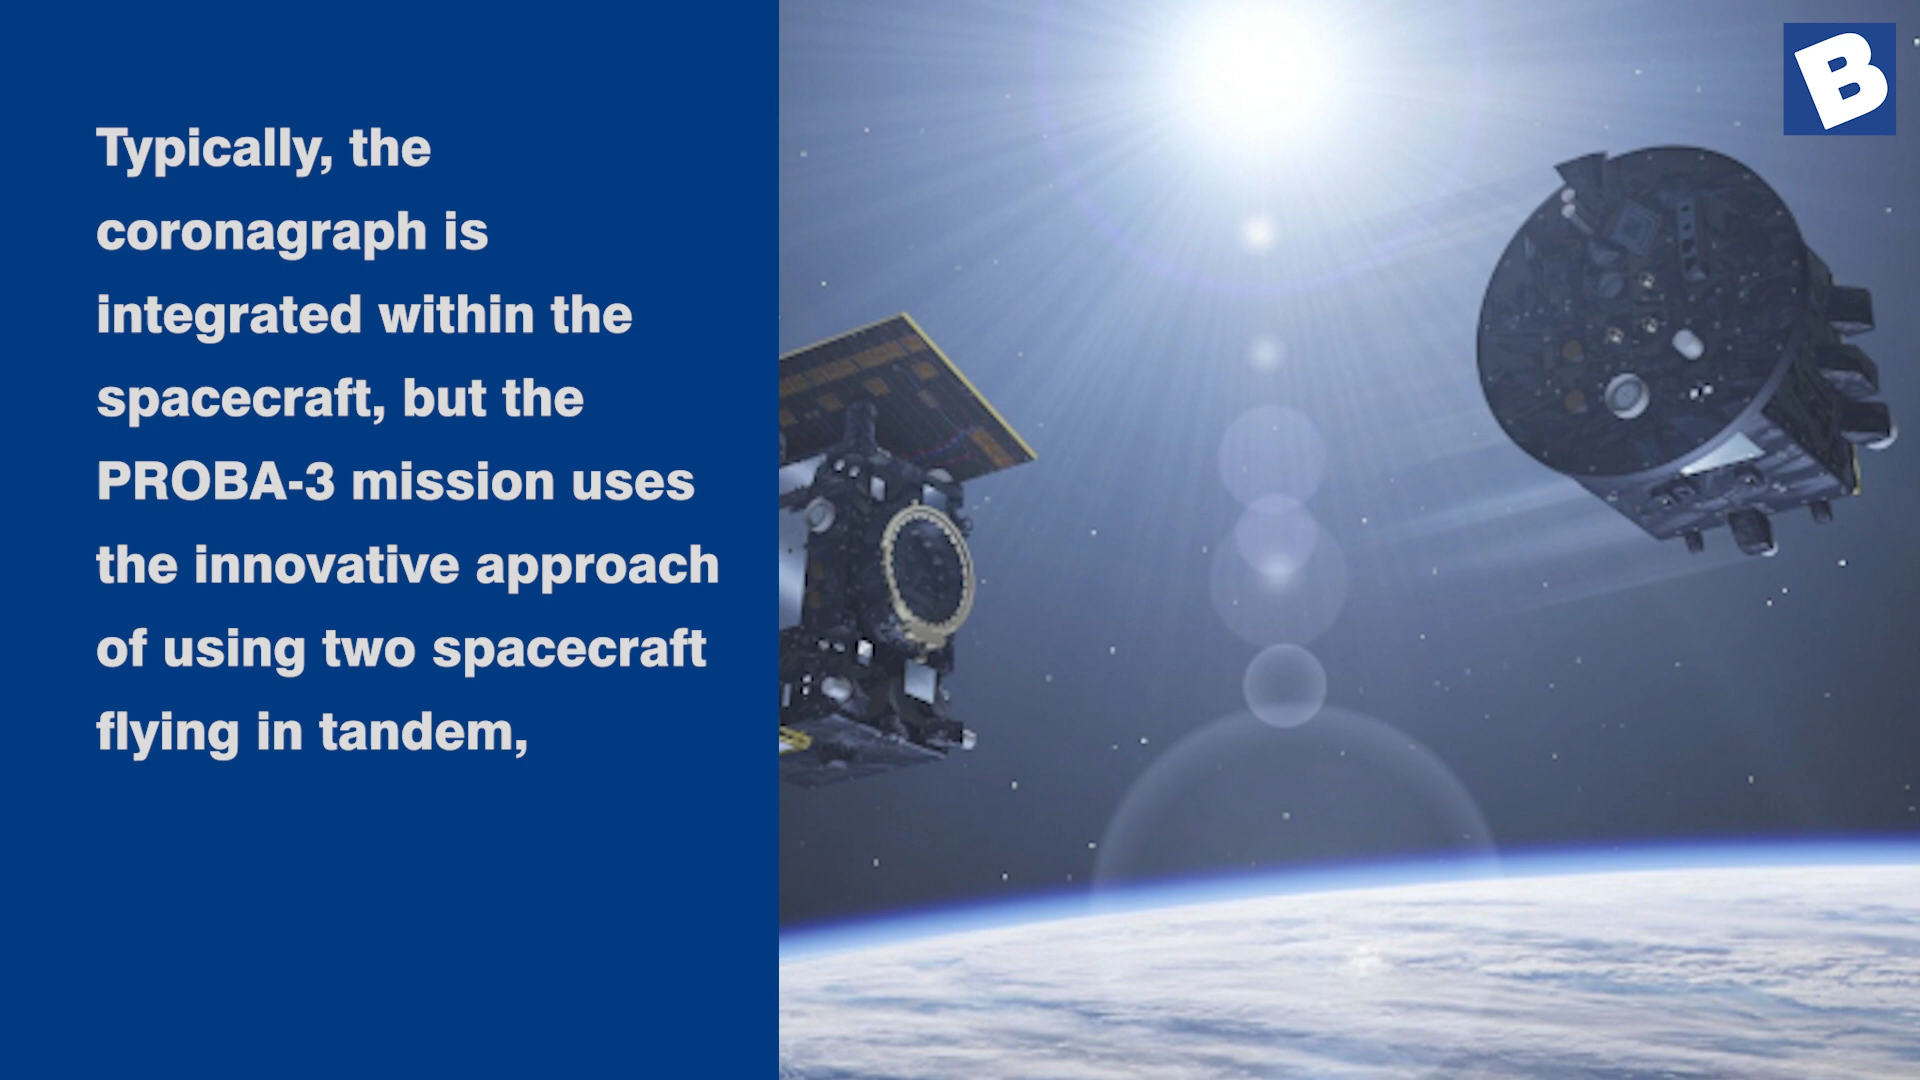 B
Typically, the
coronagraph is
integrated within the
spacecraft, but the
PROBA-3 mission uses
the innovative approach
of using two spacecraft
flying in tandem,